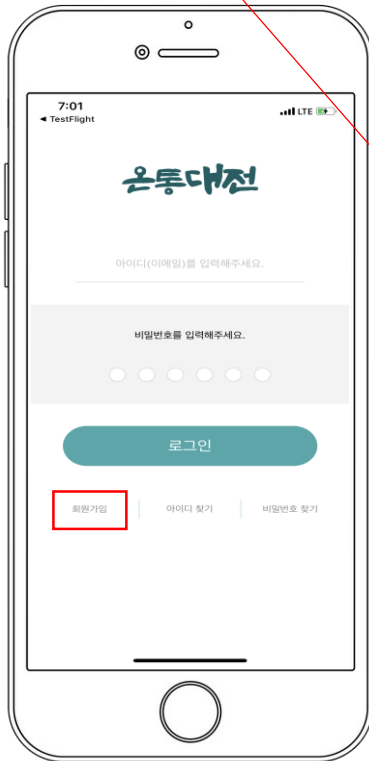 7:01
LTE
◄ TestFlight
온통대전
아이디(이메일)를 입력해주세요.
비밀번호를 입력해주세요.
로그인
회원가입
아이디 찾기
비밀번호 찾기